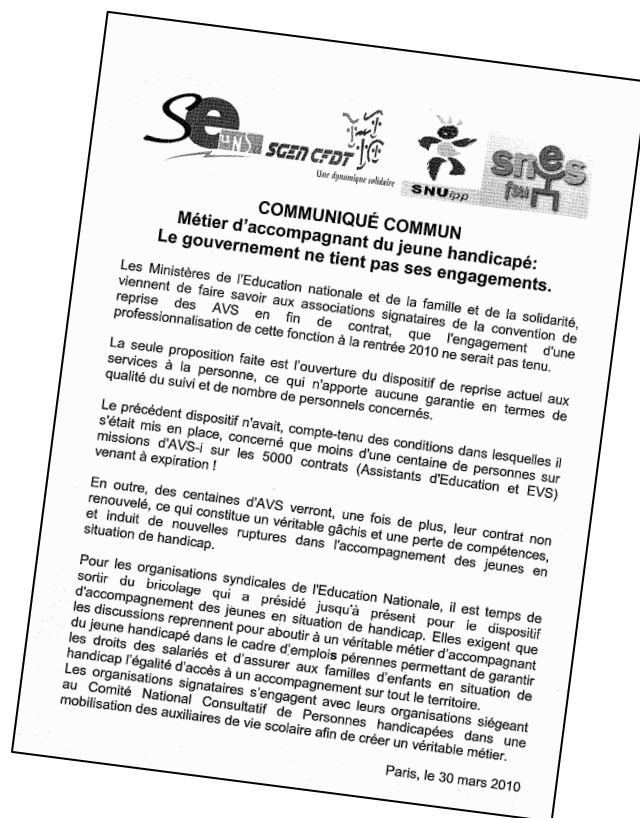 Se UNSA
SGEN CFDT
Une dynamique solidaire
SNUipp
snes
fsu
COMMUNIQUÉ COMMUN
Métier d'accompagnant du jeune handicapé:
Le gouvernement ne tient pas ses engagements.
Les Ministères de l'Education nationale et de la famille et de la solidarité,
viennent de faire savoir aux associations signataires de la convention de
reprise des AVS en fin de contrat, que l'engagement d'une
professionnalisation de cette fonction à la rentrée 2010 ne serait pas tenu.
La seule proposition faite est l'ouverture du dispositif de reprise actuel aux
services à la personne, ce qui n'apporte aucune garantie en termes de
qualité du suivi et de nombre de personnels concernés.
Le précédent dispositif n'avait, compte-tenu des conditions dans lesquelles il
s'était mis en place, concerné que moins d'une centaine de personnes sur
missions d'AVS-i sur les 5000 contrats (Assistants d'Education et EVS)
venant à expiration !
En outre, des centaines d'AVS verront, une fois de plus, leur contrat non
renouvelé, ce qui constitue un véritable gâchis et une perte de compétences,
et induit de nouvelles ruptures dans l'accompagnement des jeunes en
situation de handicap.
Pour les organisations syndicales de l'Education Nationale, il est temps de
sortir du bricolage qui a présidé jusqu'à présent pour le dispositif
d'accompagnement des jeunes en situation de handicap. Elles exigent que
les discussions reprennent pour aboutir à un véritable métier d'accompagnant
du jeune handicapé dans le cadre d'emplois pérennes permettant de garantir
les droits des salariés et d'assurer aux familles d'enfants en situation de
handicap l'égalité d'accès à un accompagnement sur tout le territoire.
Les organisations signataires s'engagent avec leurs organisations siégeant
au Comité National Consultatif de Personnes handicapées dans une
mobilisation des auxiliaires de vie scolaire afin de créer un véritable métier.
Paris, le 30 mars 2010